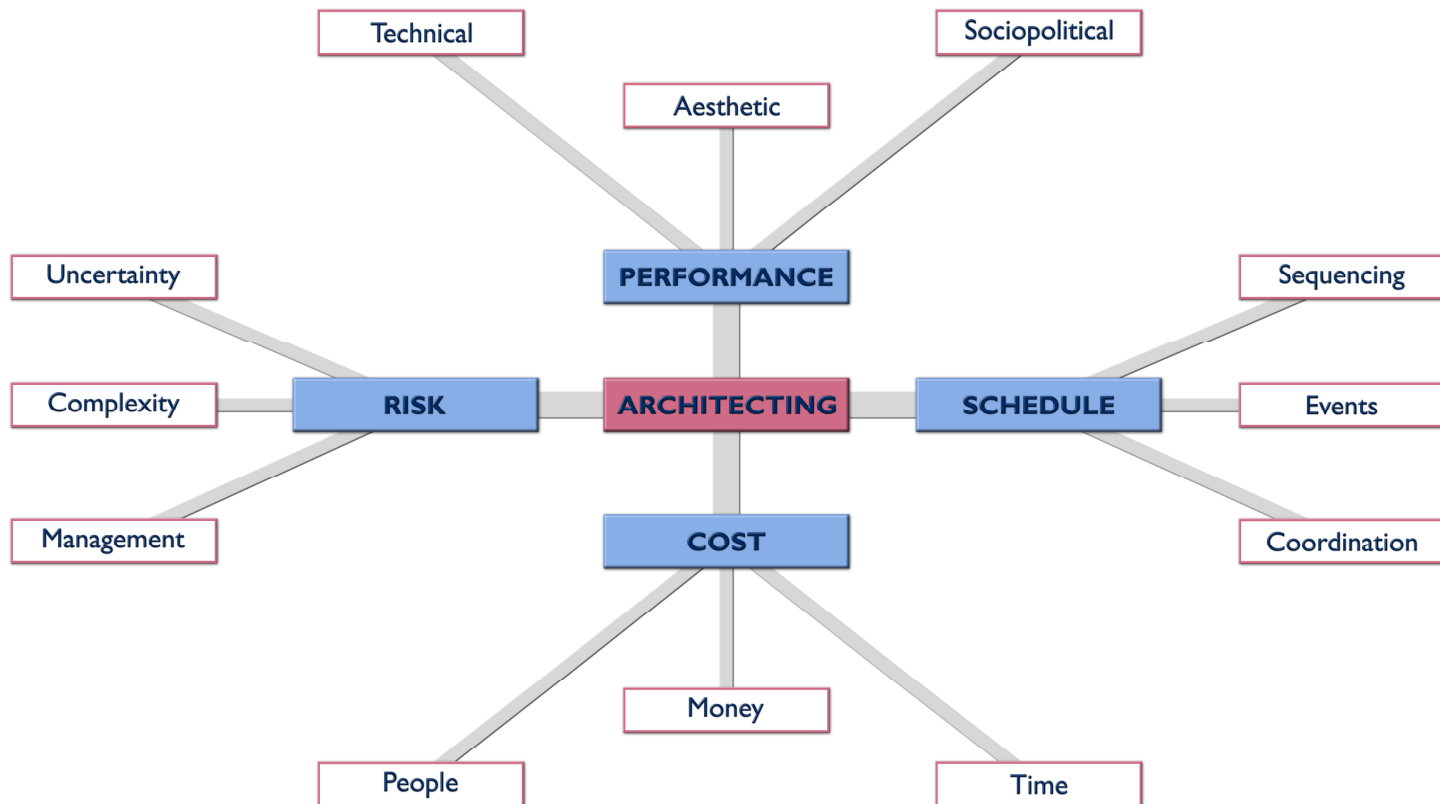 Technical
Sociopolitical
Aesthetic
PERFORMANCE
Uncertainty
Sequencing
Complexity
RISK
ARCHITECTING
SCHEDULE
Events
Management
COST
Coordination
Money
People
Time